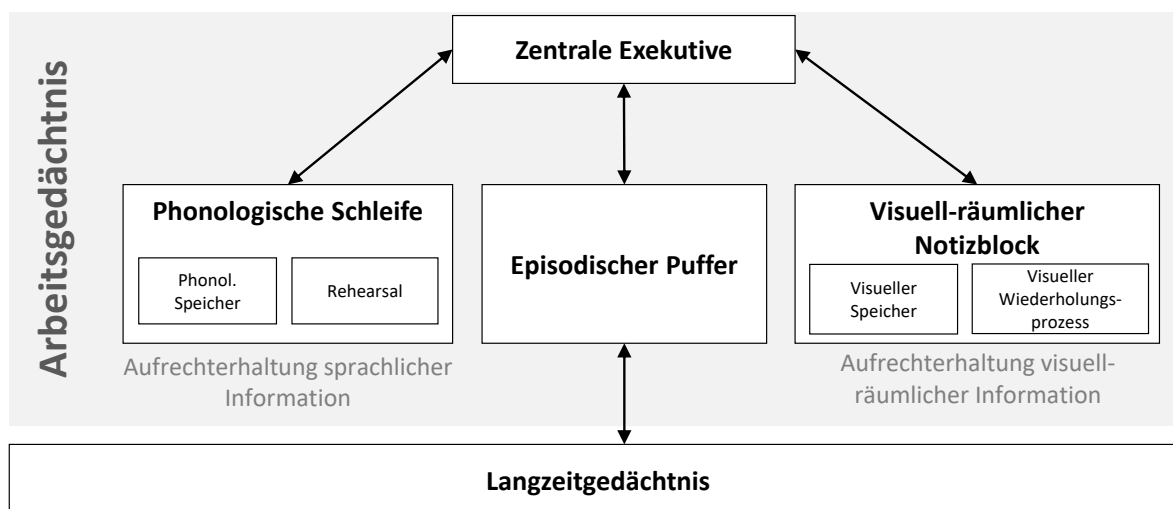 Arbeitsgedächtnis
Zentrale Exekutive
Phonologische Schleife
Phonol.
Speicher
Rehearsal
Aufrechterhaltung sprachlicher
Information
Episodischer Puffer
Visuell-räumlicher
Notizblock
Visueller
Speicher
Visueller
Wiederholungs-
prozess
Aufrechterhaltung visuell-
räumlicher Information
Langzeitgedächtnis